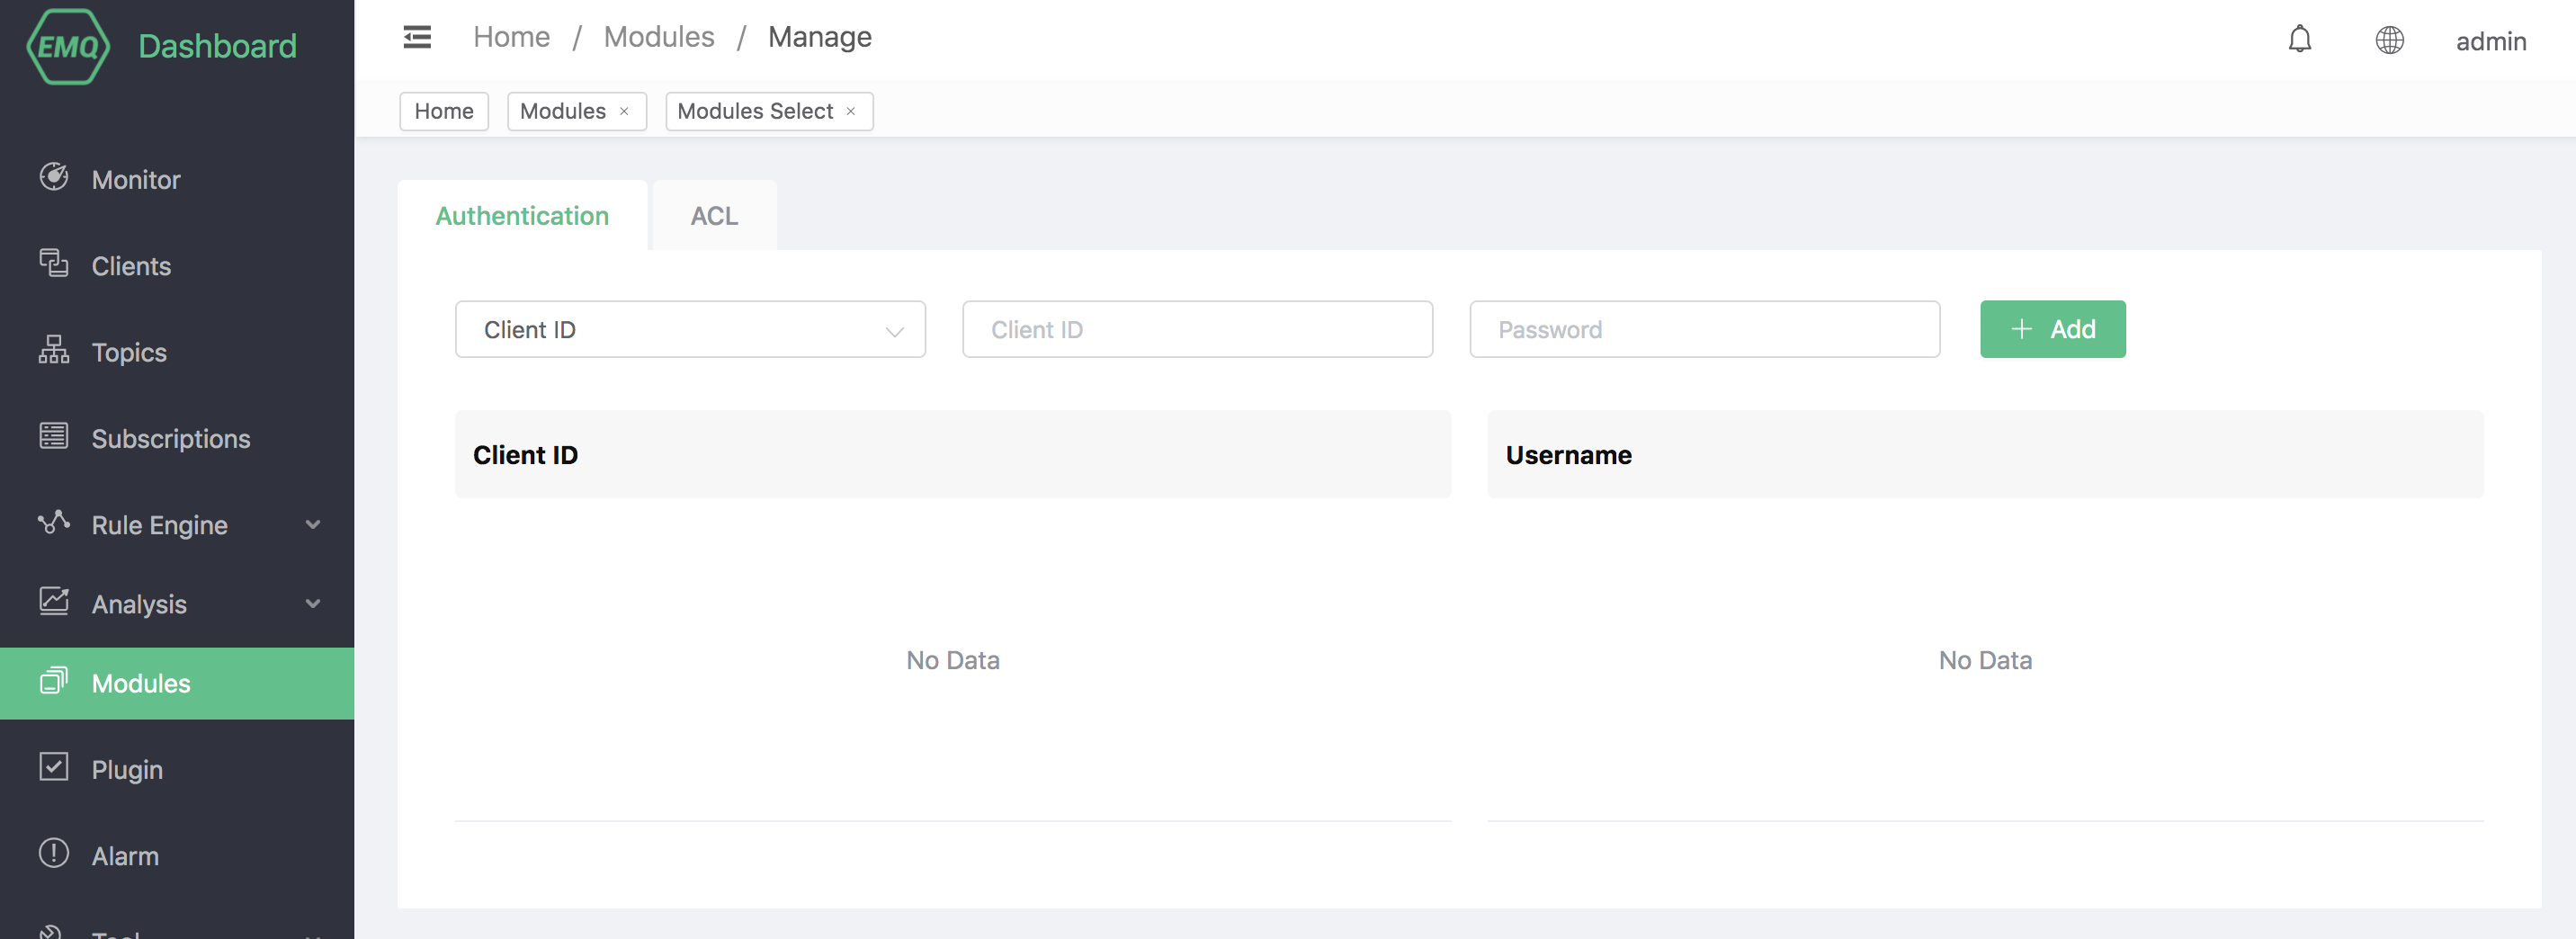 EMQ Dashboard
Home / Modules / Manage
admin
Home
Modules ×
Modules Select ×
Monitor
Clients
Topics
Subscriptions
Rule Engine
Analysis
Modules
Plugin
Alarm
Authentication
ACL
Client ID
Client ID
Password
+ Add
Client ID
Username
No Data
No Data